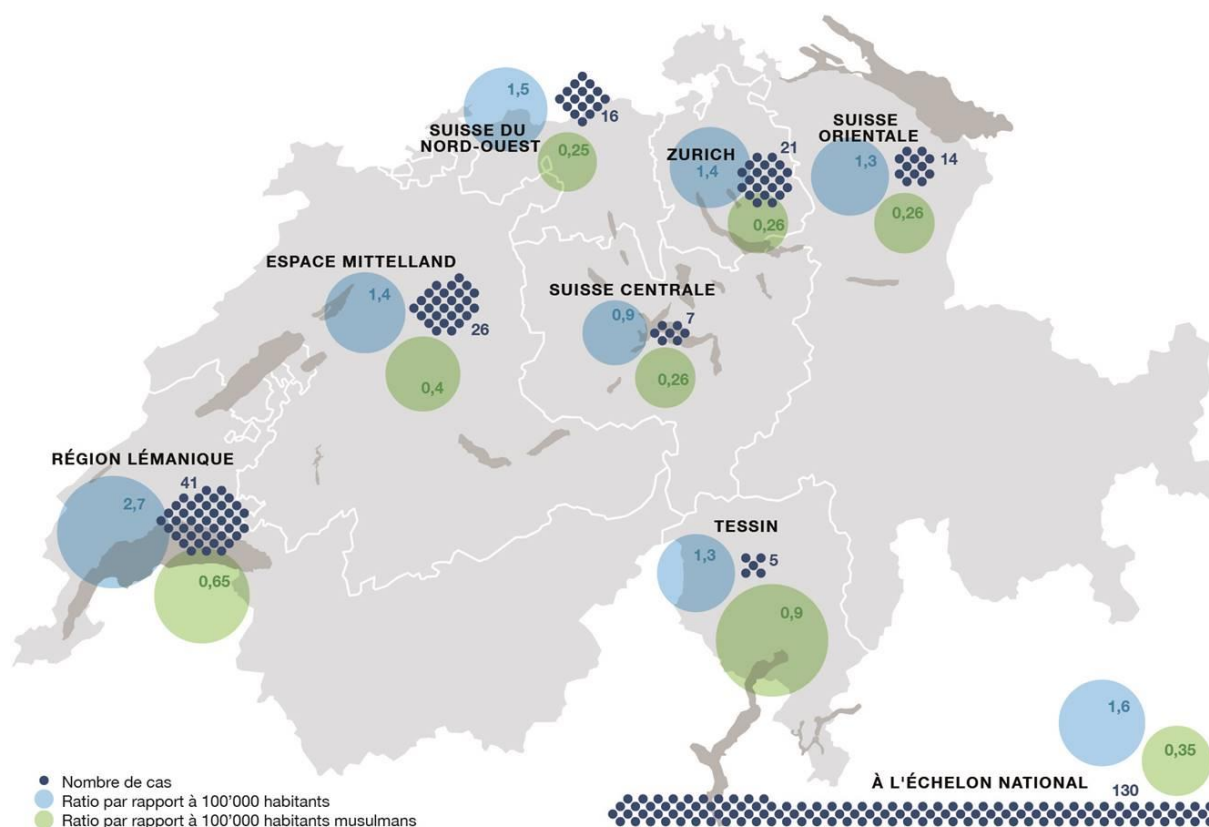 1,5
16
SUISSE DU
NORD-OUEST
0,25
ZURICH
21
1,4
0,26
SUISSE
ORIENTALE
1,3
14
0,26
ESPACE MITTELLAND
1,4
26
0,4
SUISSE CENTRALE
0,9
7
0,26
RÉGION LÉMANIQUE
41
2,7
0,65
TESSIN
1,3
5
0,9
1,6
0,35
À L'ÉCHELON NATIONAL
130
Nombre de cas
Ratio par rapport à 100'000 habitants
Ratio par rapport à 100'000 habitants musulmans